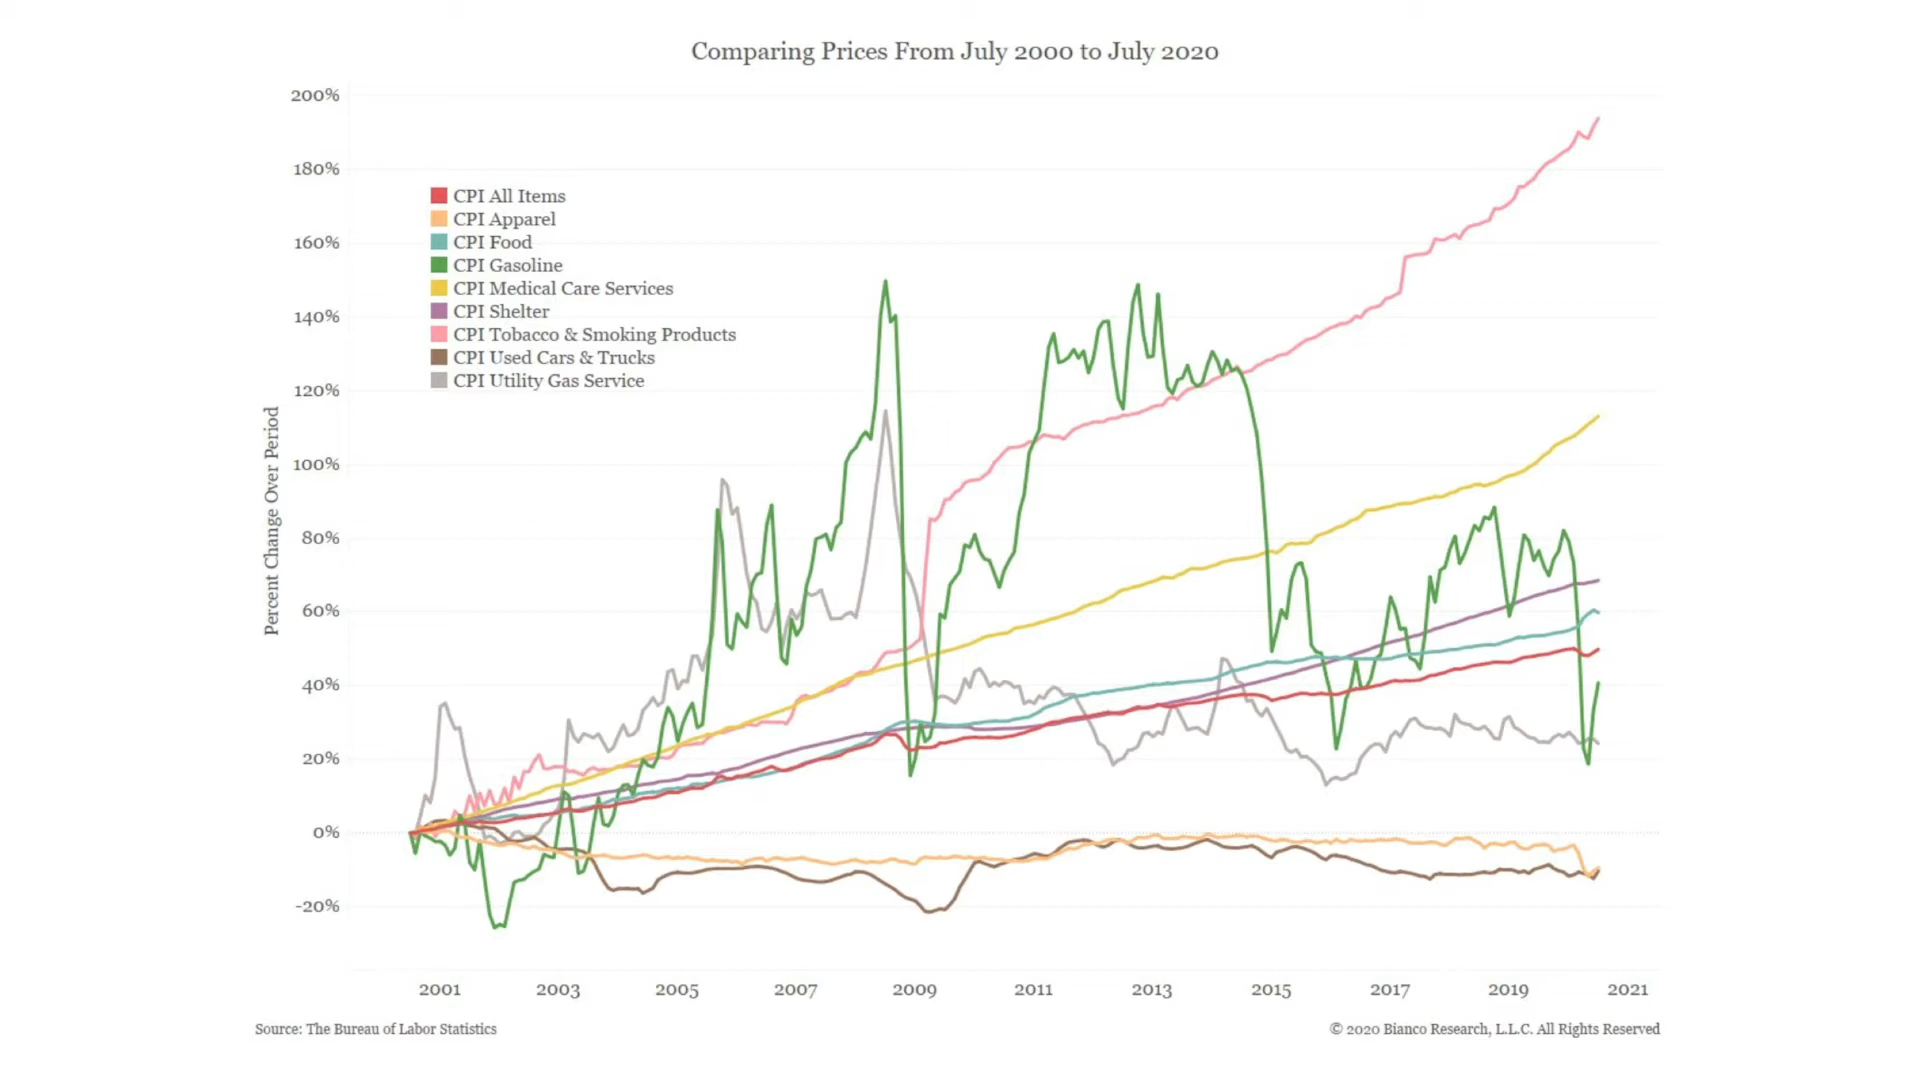 Comparing Prices From July 2000 to July 2020
200%
180%
160%
140%
120%
100%
80%
60%
40%
20%
0%
-20%
Percent Change Over Period
CPI All Items
CPI Apparel
CPI Food
CPI Gasoline
CPI Medical Care Services
CPI Shelter
CPI Tobacco & Smoking Products
CPI Used Cars & Trucks
CPI Utility Gas Service
2001 2003 2005 2007 2009 2011 2013 2015 2017 2019 2021
Source: The Bureau of Labor Statistics
© 2020 Bianco Research, L.L.C. All Rights Reserved